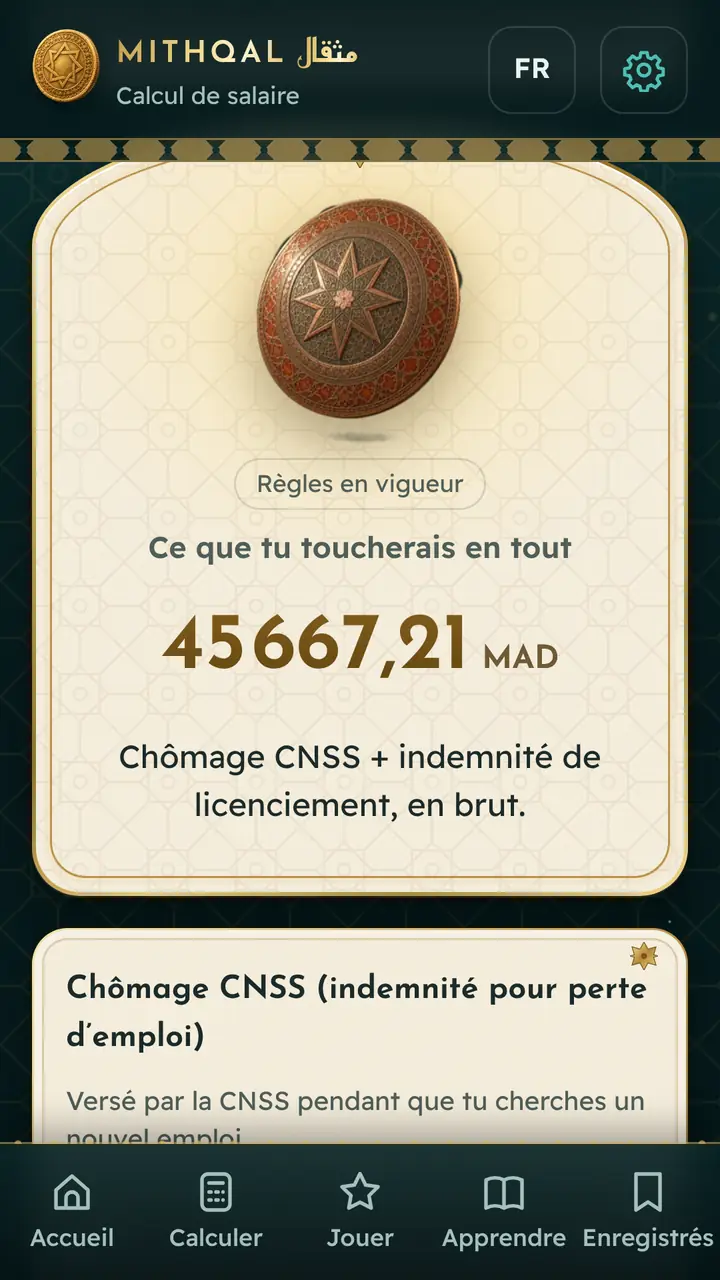 MITHQAL مثقال
Calcul de salaire
FR
Règles en vigueur
Ce que tu toucherais en tout
45 667,21 MAD
Chômage CNSS + indemnité de
licenciement, en brut.
Chômage CNSS (indemnité pour perte
d’emploi)
Versé par la CNSS pendant que tu cherches un
nouvel emploi
Accueil
Calculer
Jouer
Apprendre
Enregistrés